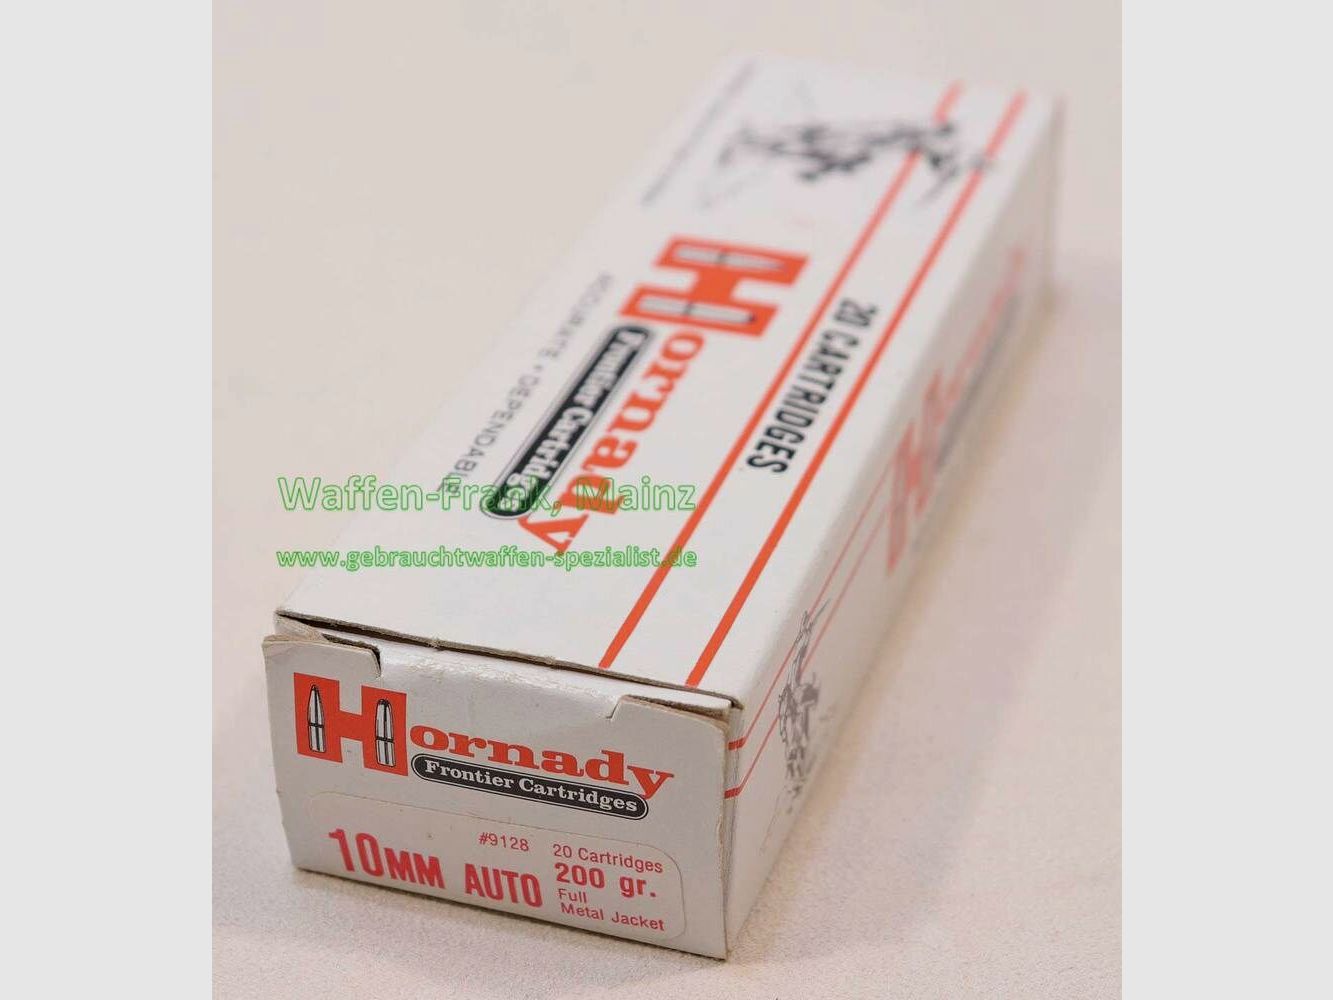 20 CARTRIDGES
Hornady
Frontier Cartridges
ACCURATE • DEPENDABLE
Waffen-Frank, Mainz
www.gebrauchtwaffen-spezialist.de
Hornady
Hornady
Frontier Cartridges
#9128 20 Cartridges
10MM AUTO 200 gr.
Full
Metal Jacket